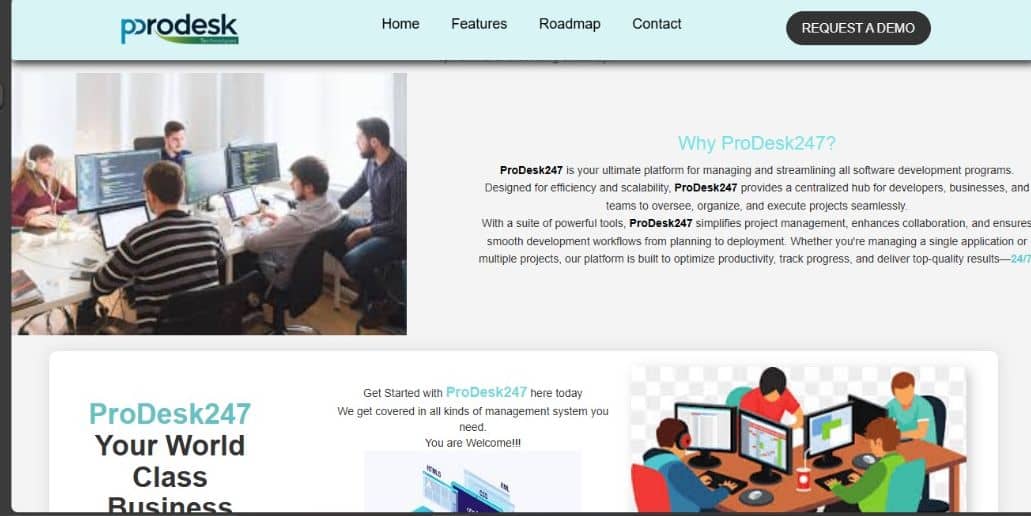 prodesk
Technologies
Home
Features
Roadmap
Contact
REQUEST A DEMO
Why ProDesk247?
ProDesk247 is your ultimate platform for managing and streamlining all software development programs.
Designed for efficiency and scalability, ProDesk247 provides a centralized hub for developers, businesses, and
teams to oversee, organize, and execute projects seamlessly.
With a suite of powerful tools, ProDesk247 simplifies project management, enhances collaboration, and ensures
smooth development workflows from planning to deployment. Whether you're managing a single application or
multiple projects, our platform is built to optimize productivity, track progress, and deliver top-quality results—24/7
ProDesk247
Your World
Class
Business
Get Started with ProDesk247 here today
We get covered in all kinds of management system you
need.
You are Welcome!!!
HTML5
CSS
XML